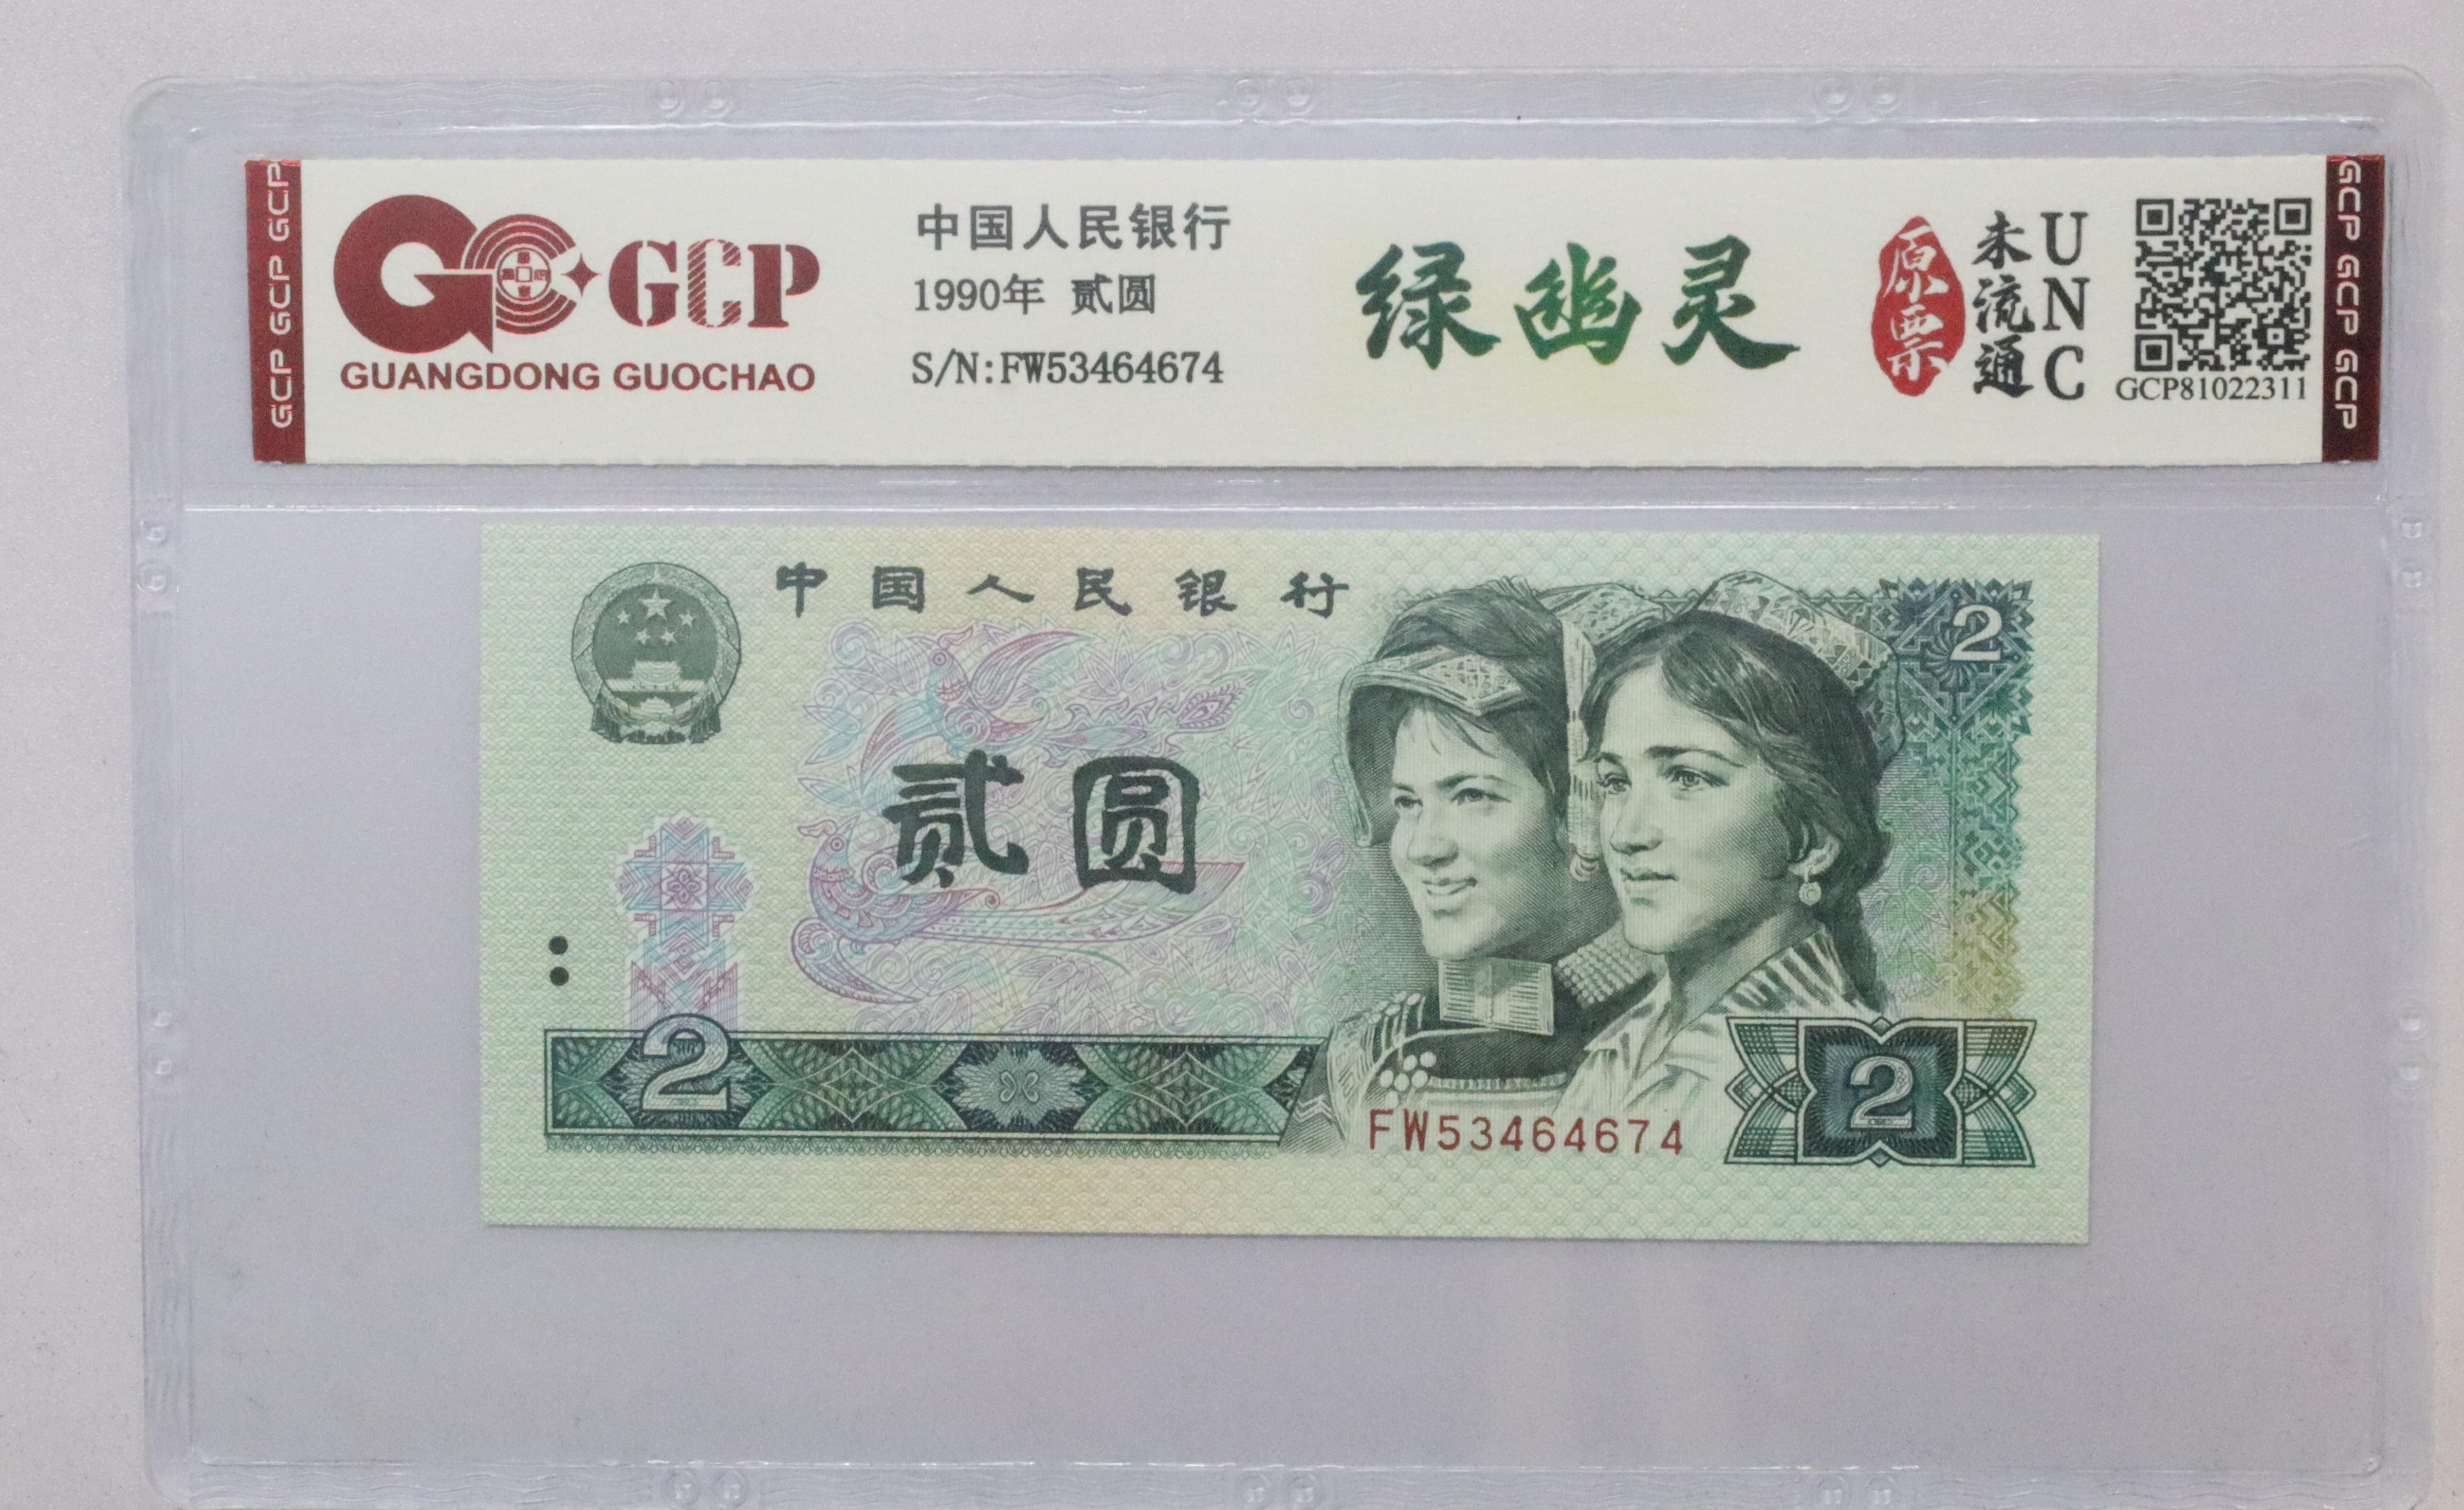 GCP GCP GCP
GCP
GUANGDONG GUOCHAO
中国人民银行
1990年 贰圆
S/N:FW53464674
绿幽灵
原票
未流通
UNC
GCP81022311
GCP GCP GCP
中国人民银行
2
贰圆
2
FW53464674
2